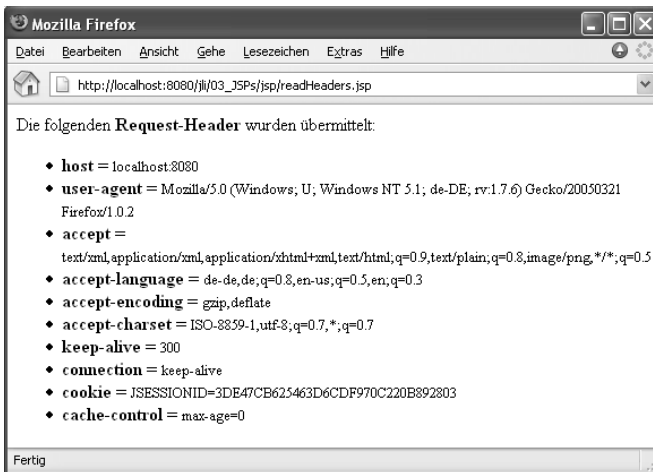 Mozilla Firefox
Datei Bearbeiten Ansicht Gehe Lesezeichen Extras Hilfe
http://localhost:8080/jli/03_JSPs/jsp/readHeaders.jsp
Die folgenden Request-Header wurden übermittelt:
host = localhost:8080
user-agent = Mozilla/5.0 (Windows; U; Windows NT 5.1; de-DE; rv:1.7.6) Gecko/20050321
Firefox/1.0.2
accept =
text/xml,application/xml,application/xhtml+xml,text/html;q=0.9,text/plain;q=0.8,image/png,*/*;q=0.5
accept-language = de-de,de;q=0.8,en-us;q=0.5,en;q=0.3
accept-encoding = gzip,deflate
accept-charset = ISO-8859-1,utf-8;q=0.7,*;q=0.7
keep-alive = 300
connection = keep-alive
cookie = JSESSIONID=3DE47CB625463D6CDF970C220B892803
cache-control = max-age=0
Fertig